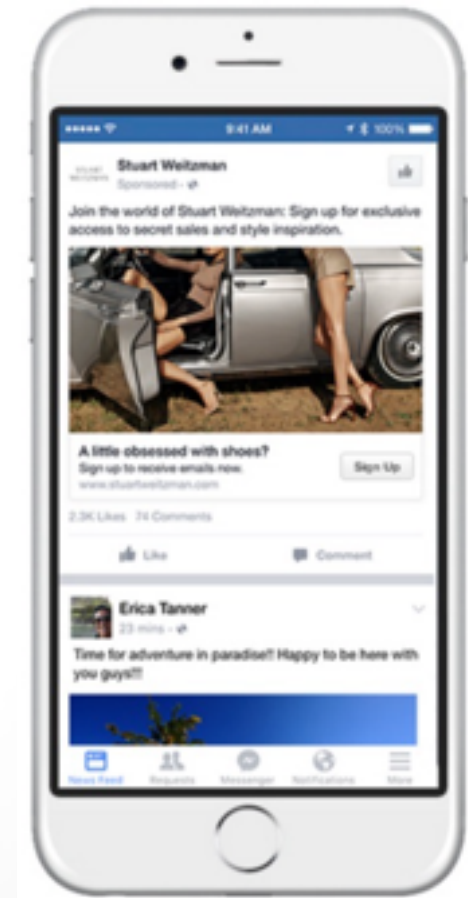 9:41 AM
100%
STUART
WEITZMAN
Stuart Weitzman
Sponsored
Join the world of Stuart Weitzman: Sign up for exclusive
access to secret sales and style inspiration.
A little obsessed with shoes?
Sign up to receive emails now.
www.stuartweitzman.com
Sign Up
2.3K Likes 74 Comments
Like
Comment
Erica Tanner
23 mins
Time for adventure in paradise!! Happy to be here with
you guys!!!
News Feed
Requests
Messenger
Notifications
More